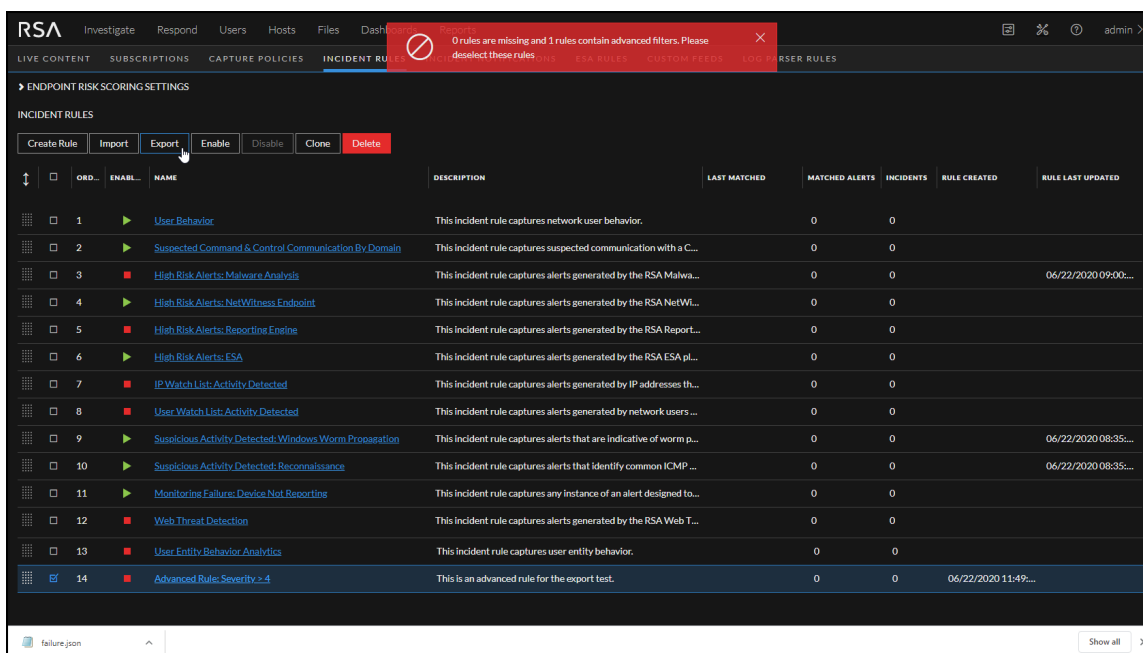 RSA Investigate Respond Users Hosts Files Dashboards Reports admin
0 rules are missing and 1 rules contain advanced filters. Please
deselect these rules
LIVE CONTENT SUBSCRIPTIONS CAPTURE POLICIES INCIDENT RULES ESA RULES CUSTOM FEEDS LOG PARSER RULES
ENDPOINT RISK SCORING SETTINGS
INCIDENT RULES
Create Rule Import Export Enable Disable Clone Delete
ORD... ENABL... NAME DESCRIPTION LAST MATCHED MATCHED ALERTS INCIDENTS RULE CREATED RULE LAST UPDATED
1 User Behavior This incident rule captures network user behavior. 0 0
2 Suspected Command & Control Communication By Domain This incident rule captures suspected communication with a C... 0 0
3 High Risk Alerts: Malware Analysis This incident rule captures alerts generated by the RSA Malwa... 0 0 06/22/2020 09:00:...
4 High Risk Alerts: NetWitness Endpoint This incident rule captures alerts generated by the RSA NetWi... 0 0
5 High Risk Alerts: Reporting Engine This incident rule captures alerts generated by the RSA Report... 0 0
6 High Risk Alerts: ESA This incident rule captures alerts generated by the RSA ESA pl... 0 0
7 IP Watch List: Activity Detected This incident rule captures alerts generated by IP addresses th... 0 0
8 User Watch List: Activity Detected This incident rule captures alerts generated by network users ... 0 0
9 Suspicious Activity Detected: Windows Worm Propagation This incident rule captures alerts that are indicative of worm p... 0 0 06/22/2020 08:35:...
10 Suspicious Activity Detected: Reconnaissance This incident rule captures alerts that identify common ICMP ... 0 0 06/22/2020 08:35:...
11 Monitoring Failure: Device Not Reporting This incident rule captures any instance of an alert designed to... 0 0
12 Web Threat Detection This incident rule captures alerts generated by the RSA Web T... 0 0
13 User Entity Behavior Analytics This incident rule captures user entity behavior. 0 0
14 Advanced Rule: Severity > 4 This is an advanced rule for the export test. 0 0 06/22/2020 11:49:...
failure.json Show all